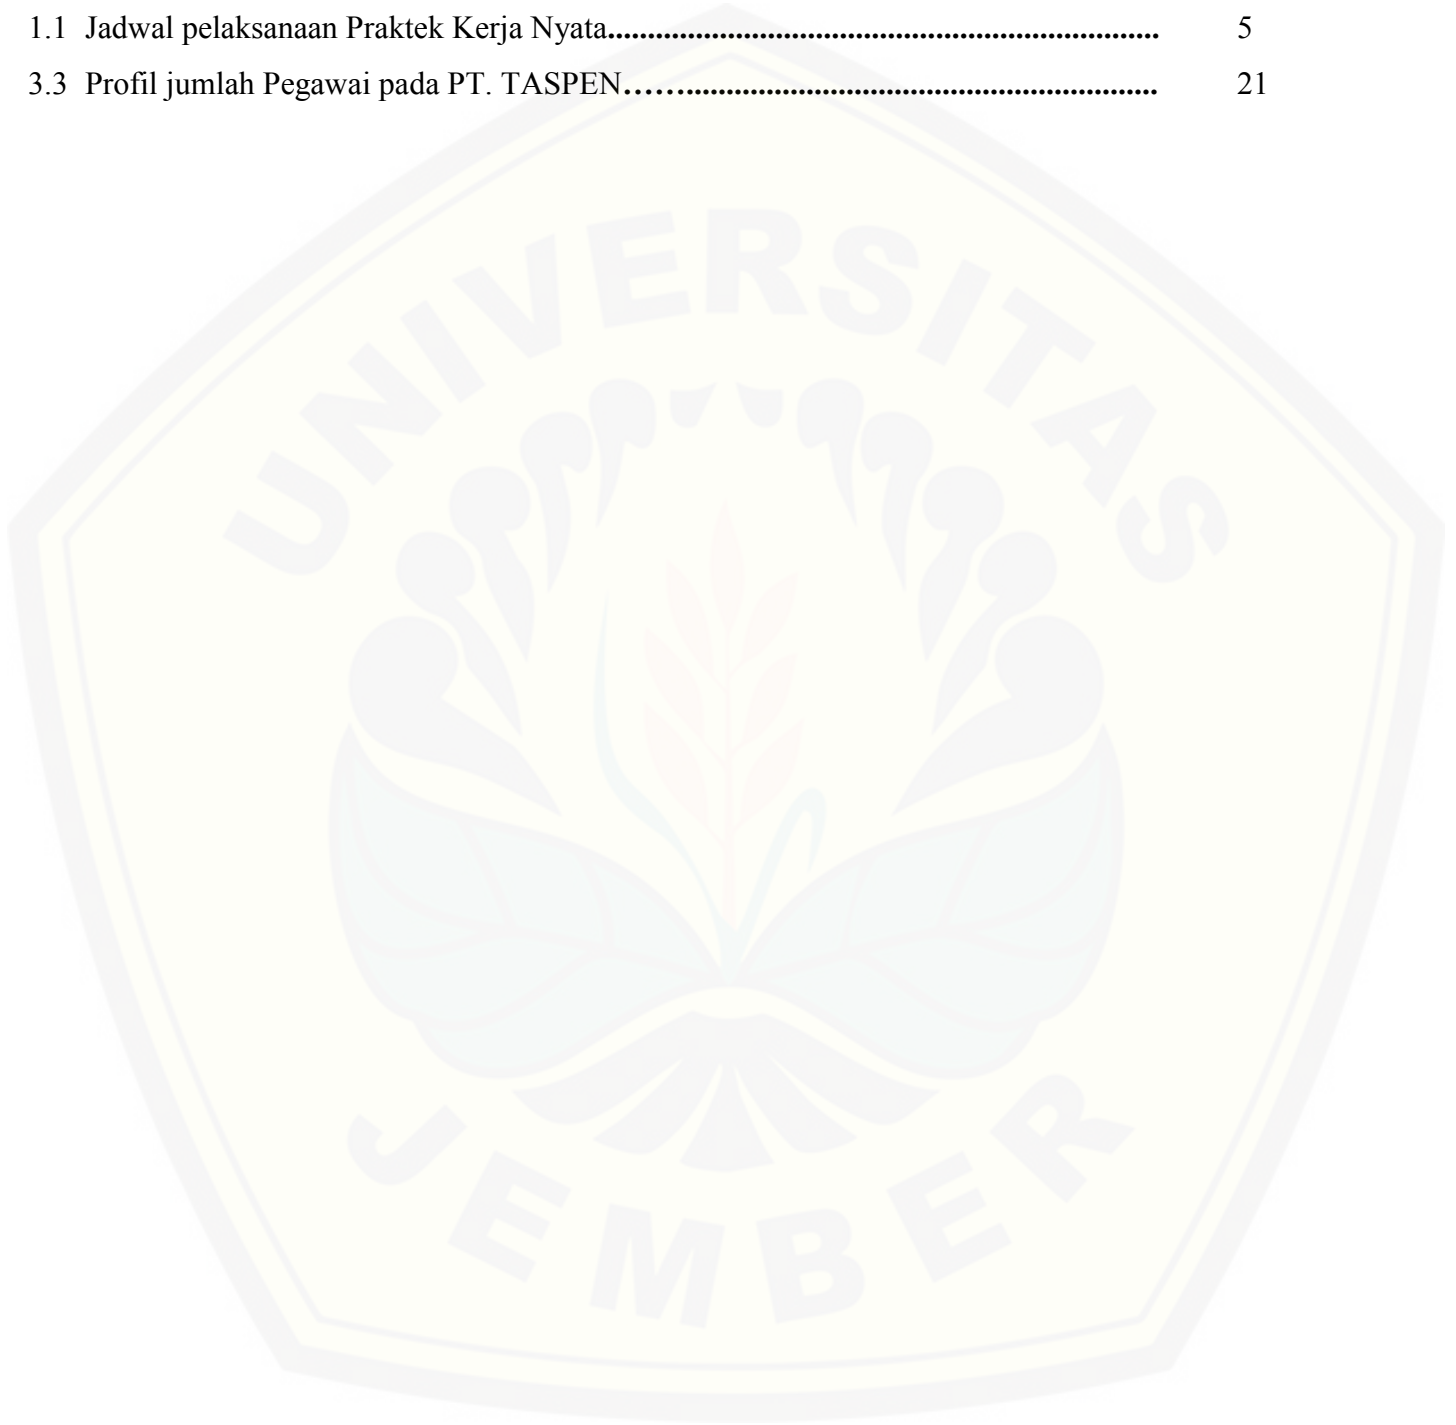 1.1 Jadwal pelaksanaan Praktek Kerja Nyata..................................................................... 5
3.3 Profil jumlah Pegawai pada PT. TASPEN…….......................................................... 21
UNIVERSITAS
JEMBER